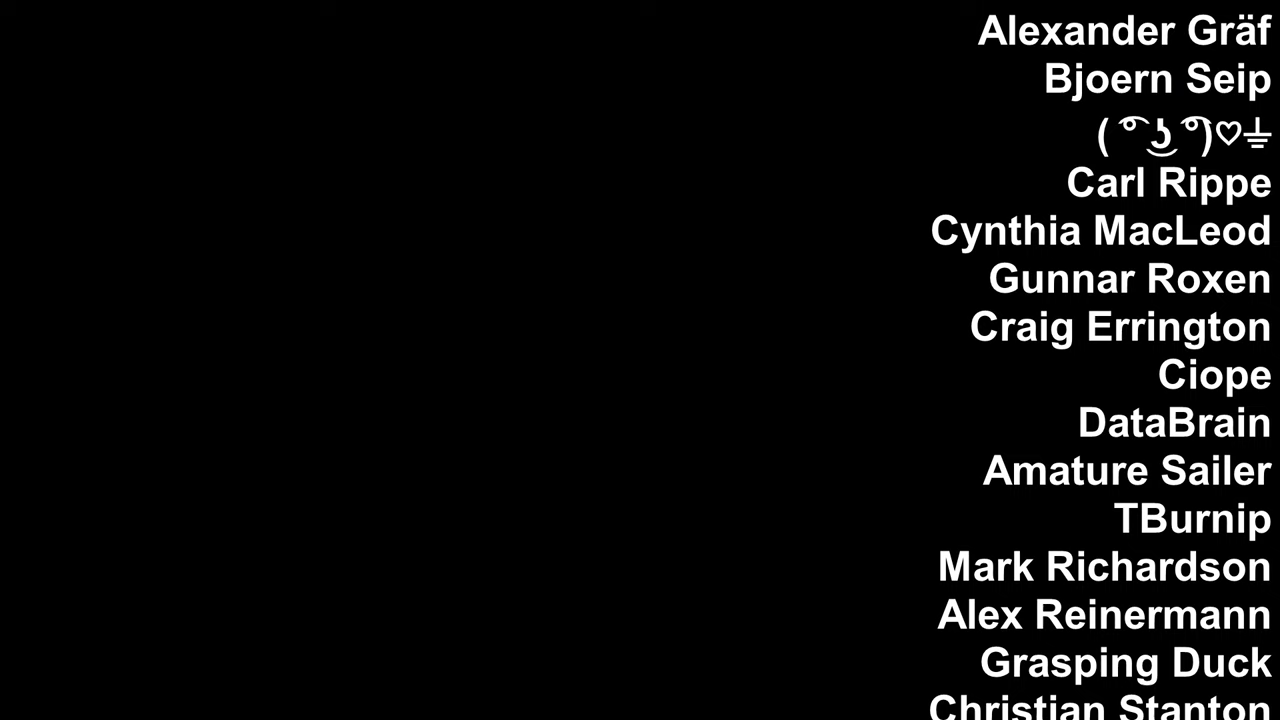 Alexander Gräf
Bjoern Seip
( ͡° ͜ʖ ͡°)♡⏚
Carl Rippe
Cynthia MacLeod
Gunnar Roxen
Craig Errington
Ciope
DataBrain
Amature Sailer
TBurnip
Mark Richardson
Alex Reinermann
Grasping Duck
Christian Stanton